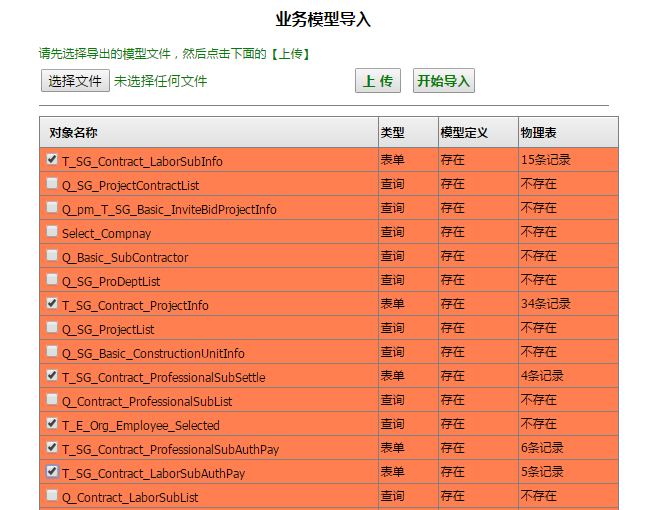 业务模型导入
请先选择导出的模型文件，然后点击下面的【上传】
选择文件 未选择任何文件 上 传 开始导入
对象名称 类型 模型定义 物理表
T_SG_Contract_LaborSubInfo 表单 存在 15条记录
Q_SG_ProjectContractList 查询 存在 不存在
Q_pm_T_SG_Basic_InviteBidProjectInfo 查询 存在 不存在
Select_Compnay 查询 存在 不存在
Q_Basic_SubContractor 查询 存在 不存在
Q_SG_ProDeptList 查询 存在 不存在
T_SG_Contract_ProjectInfo 表单 存在 34条记录
Q_SG_ProjectList 查询 存在 不存在
Q_SG_Basic_ConstructionUnitInfo 查询 存在 不存在
T_SG_Contract_ProfessionalSubSettle 表单 存在 4条记录
Q_Contract_ProfessionalSubList 查询 存在 不存在
T_E_Org_Employee_Selected 查询 存在 不存在
T_SG_Contract_ProfessionalSubAuthPay 表单 存在 6条记录
T_SG_Contract_LaborSubAuthPay 表单 存在 5条记录
Q_Contract_LaborSubList 查询 存在 不存在